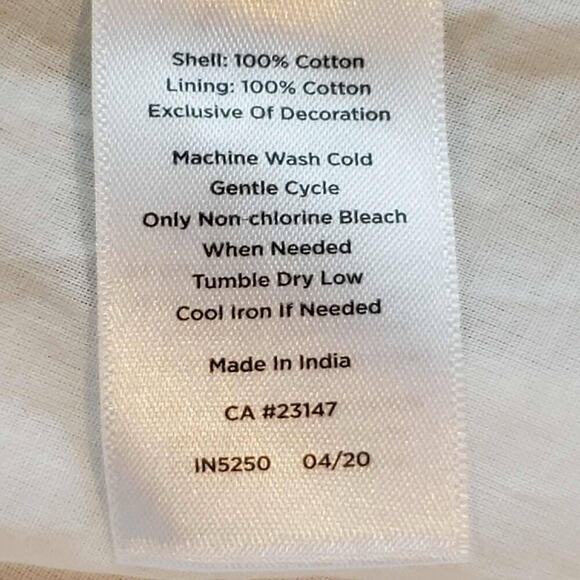 Shell: 100% Cotton
Lining: 100% Cotton
Exclusive Of Decoration
Machine Wash Cold
Gentle Cycle
Only Non-chlorine Bleach
When Needed
Tumble Dry Low
Cool Iron If Needed
Made In India
CA #23147
IN5250 04/20